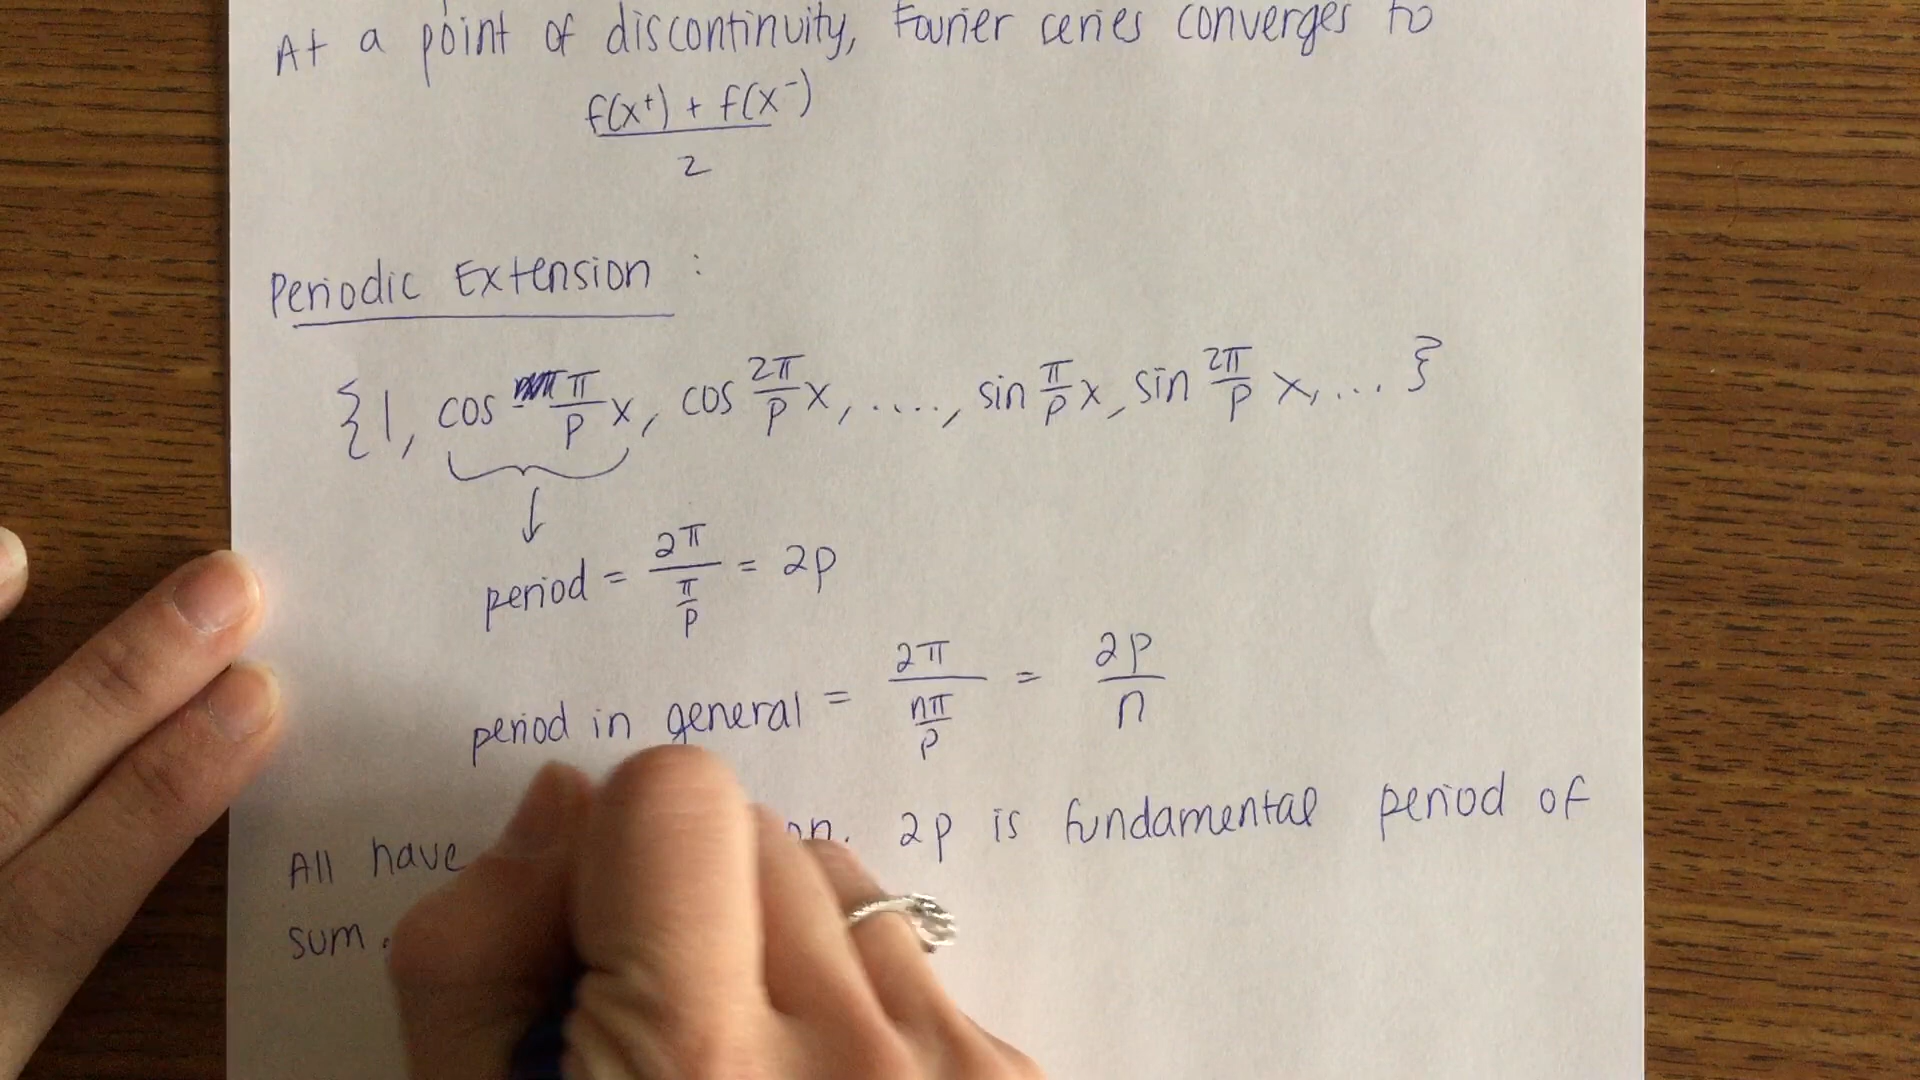 At a point of discontinuity, Fourier series converges to
f(x⁺) + f(x⁻)
2
Periodic Extension :
{1, cos π/p x, cos 2π/p x, ...., sin π/p x, sin 2π/p x, ... }
period = 2π / (π/p) = 2p
period in general = 2π / (nπ/p) = 2p/n
All have 2p is fundamental period of
sum.